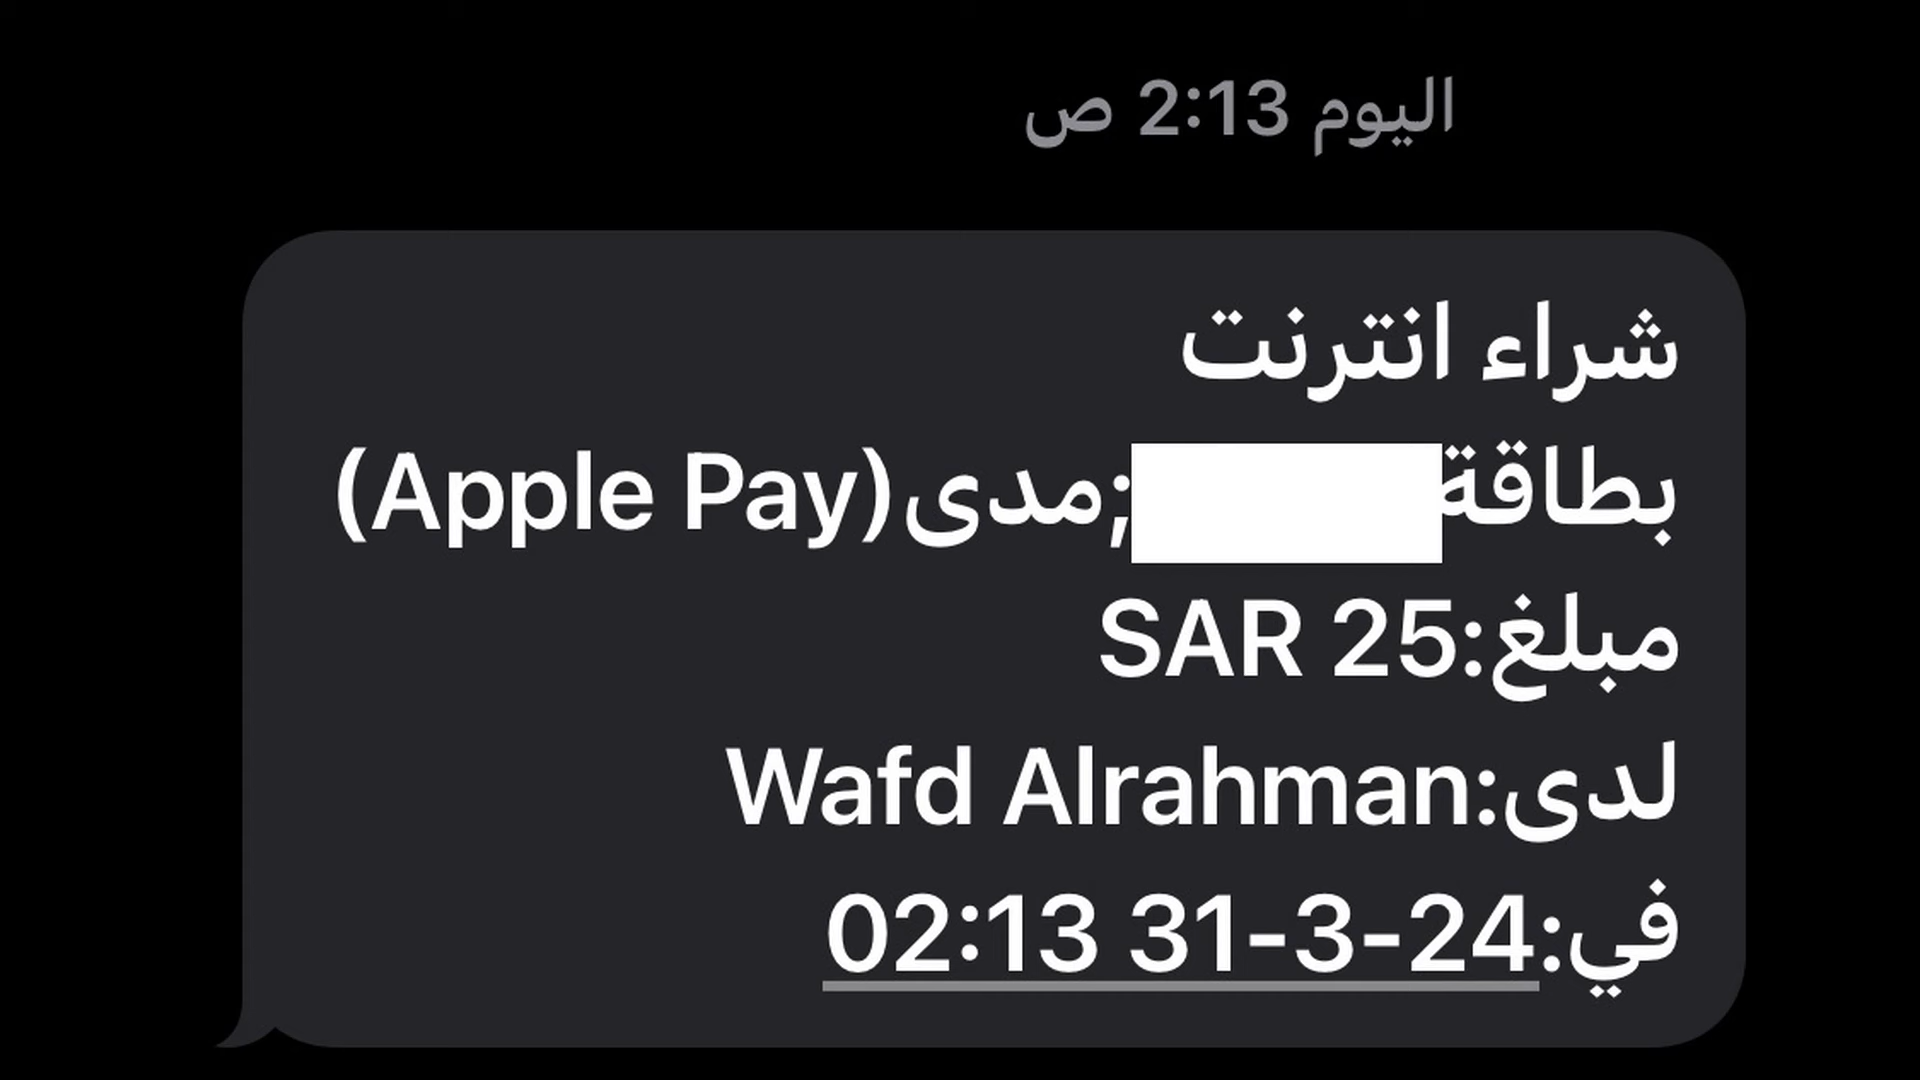 اليوم 2:13 ص
شراء انترنت
بطاقة;مدى(Apple Pay)
مبلغ:SAR 25
لدى:Wafd Alrahman
في:24-3-31 02:13